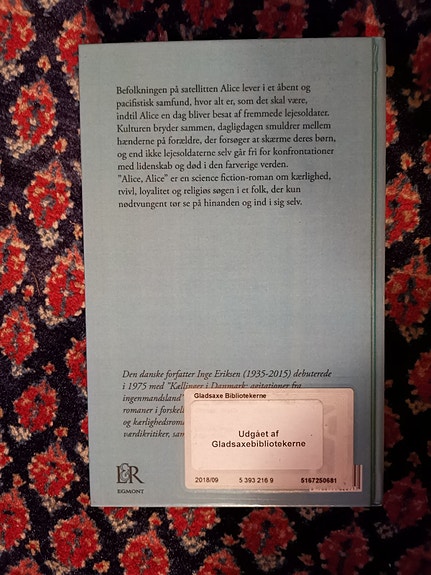 Befolkningen på satellitten Alice lever i et åbent og
pacifistisk samfund, hvor alt er, som det skal være,
indtil Alice en dag bliver besat af fremmede lejesoldater.
Kulturen bryder sammen, dagligdagen smuldrer mellem
hænderne på forældre, der forsøger at skærme deres børn,
og end ikke lejesoldaterne selv går fri for konfrontationer
med lidenskab og død i den farverige verden.
"Alice, Alice" er en science fiction-roman om kærlighed,
tvivl, loyalitet og religiøs søgen i et folk, der kun
nødtvungent tør se på hinanden og ind i sig selv.
Den danske forfatter Inge Eriksen (1935-2015) debuterede
i 1975 med "Kællinger i Danmark: agitationer fra
ingenmandsland"
romaner i forskel
og kærlighedsrom
værdikritiker, sam
Gladsaxe Bibliotekerne
Udgået af
Gladsaxebibliotekerne
2018/09 5 393 216 9 5167250681
L&R
EGMONT